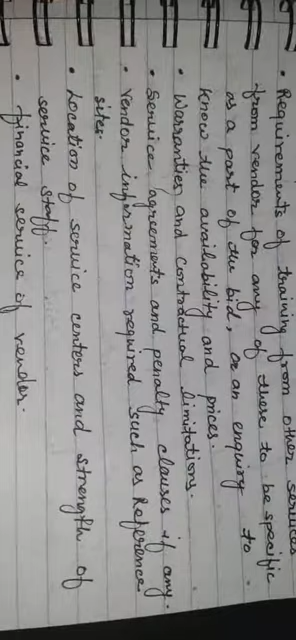 • Requirements of training from other services
from vendor for any of these to be specific
as a part of the bid, or an enquiry to
know the availability and prices.
• Warranties and contractual limitations.
• Service agreements and penalty clauses if any.
• Vendor information required such as Reference
sites.
• Location of service centers and strength of
service staff.
• financial service of vendor.